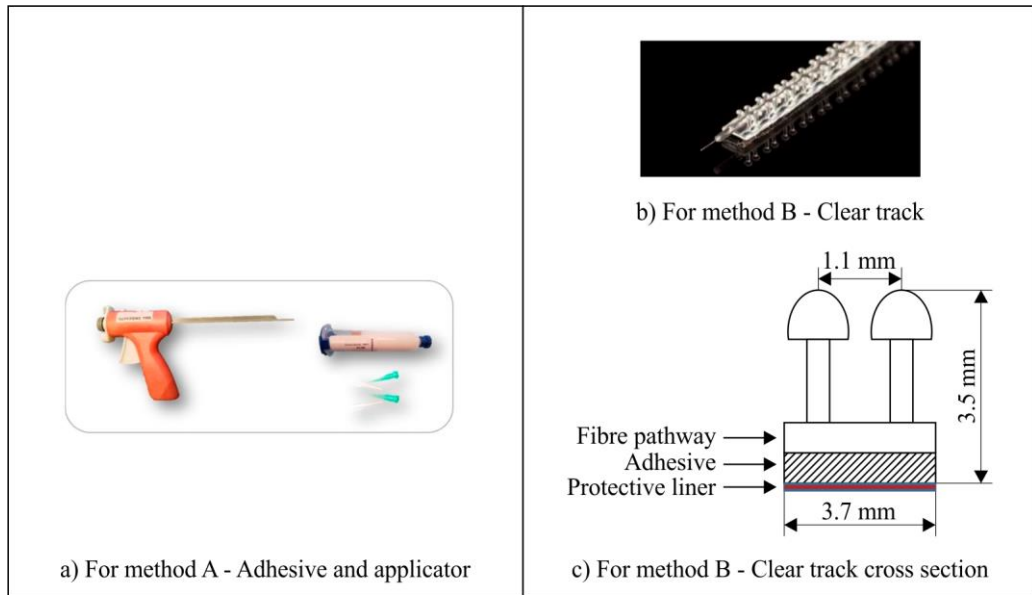 b) For method B - Clear track
1.1 mm
3.5 mm
Fibre pathway
Adhesive
Protective liner
3.7 mm
a) For method A - Adhesive and applicator
c) For method B - Clear track cross section